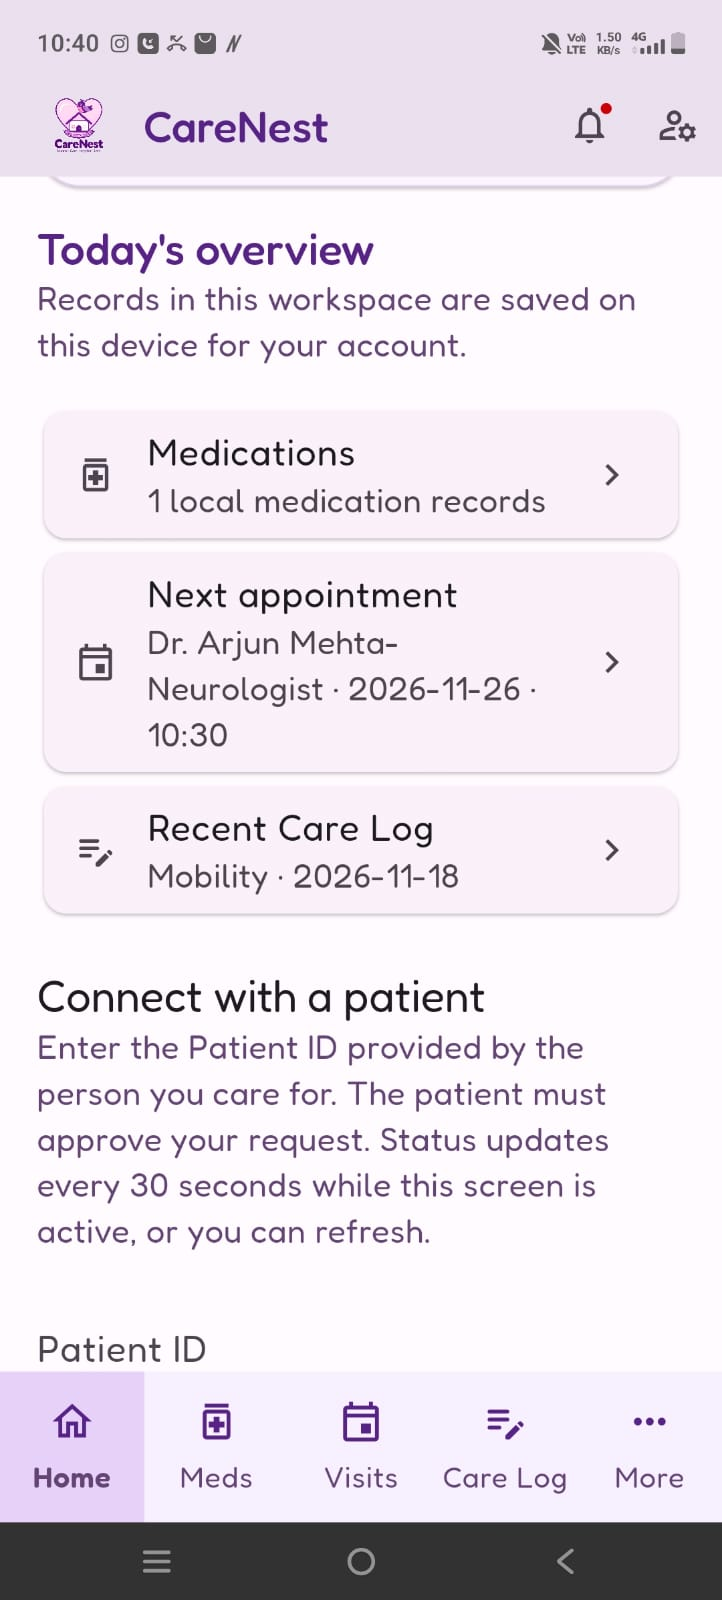 10:40
Vo)) 1.50 4G
LTE KB/s
CareNest
CareNest
Today's overview
Records in this workspace are saved on
this device for your account.
Medications
1 local medication records
Next appointment
Dr. Arjun Mehta-
Neurologist · 2026-11-26 ·
10:30
Recent Care Log
Mobility · 2026-11-18
Connect with a patient
Enter the Patient ID provided by the
person you care for. The patient must
approve your request. Status updates
every 30 seconds while this screen is
active, or you can refresh.
Patient ID
Home Meds Visits Care Log More